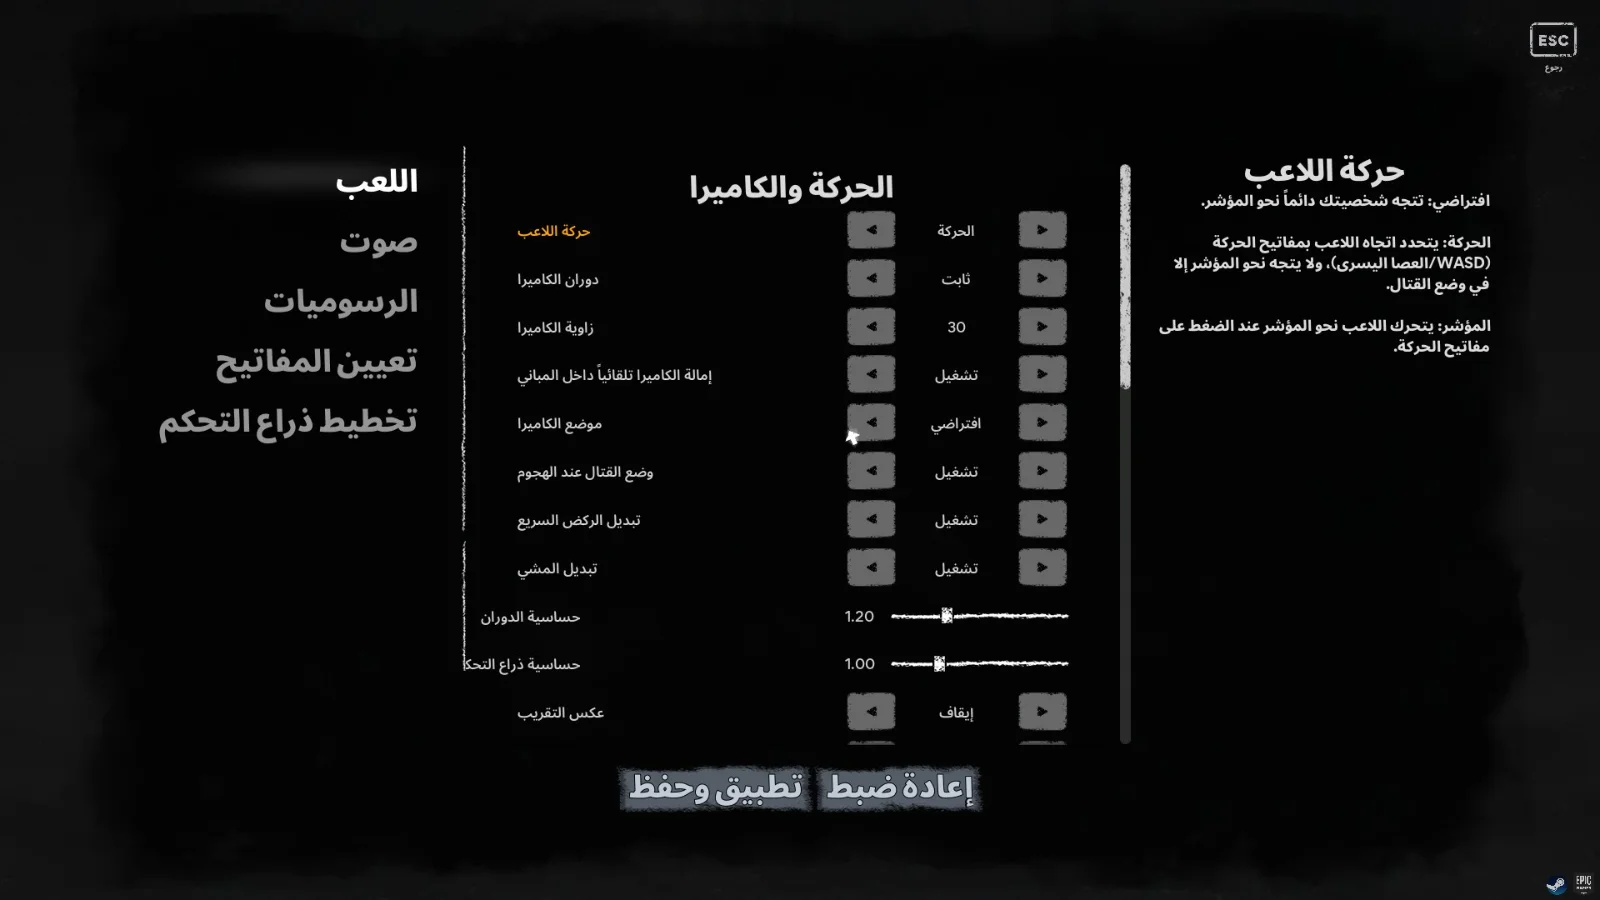 ESC
رجوع
اللعب
صوت
الرسوميات
تعيين المفاتيح
تخطيط ذراع التحكم
الحركة والكاميرا
حركة اللاعب
الحركة
دوران الكاميرا
ثابت
زاوية الكاميرا
30
إمالة الكاميرا تلقائياً داخل المباني
تشغيل
موضع الكاميرا
افتراضي
وضع القتال عند الهجوم
تشغيل
تبديل الركض السريع
تشغيل
تبديل المشي
تشغيل
حساسية الدوران
1.20
حساسية ذراع التحك
1.00
عكس التقريب
إيقاف
حركة اللاعب
افتراضي: تتجه شخصيتك دائماً نحو المؤشر.
الحركة: يتحدد اتجاه اللاعب بمفاتيح الحركة
(WASD/العصا اليسرى)، ولا يتجه نحو المؤشر إلا
في وضع القتال.
المؤشر: يتحرك اللاعب نحو المؤشر عند الضغط على
مفاتيح الحركة.
إعادة ضبط
تطبيق وحفظ
EPIC